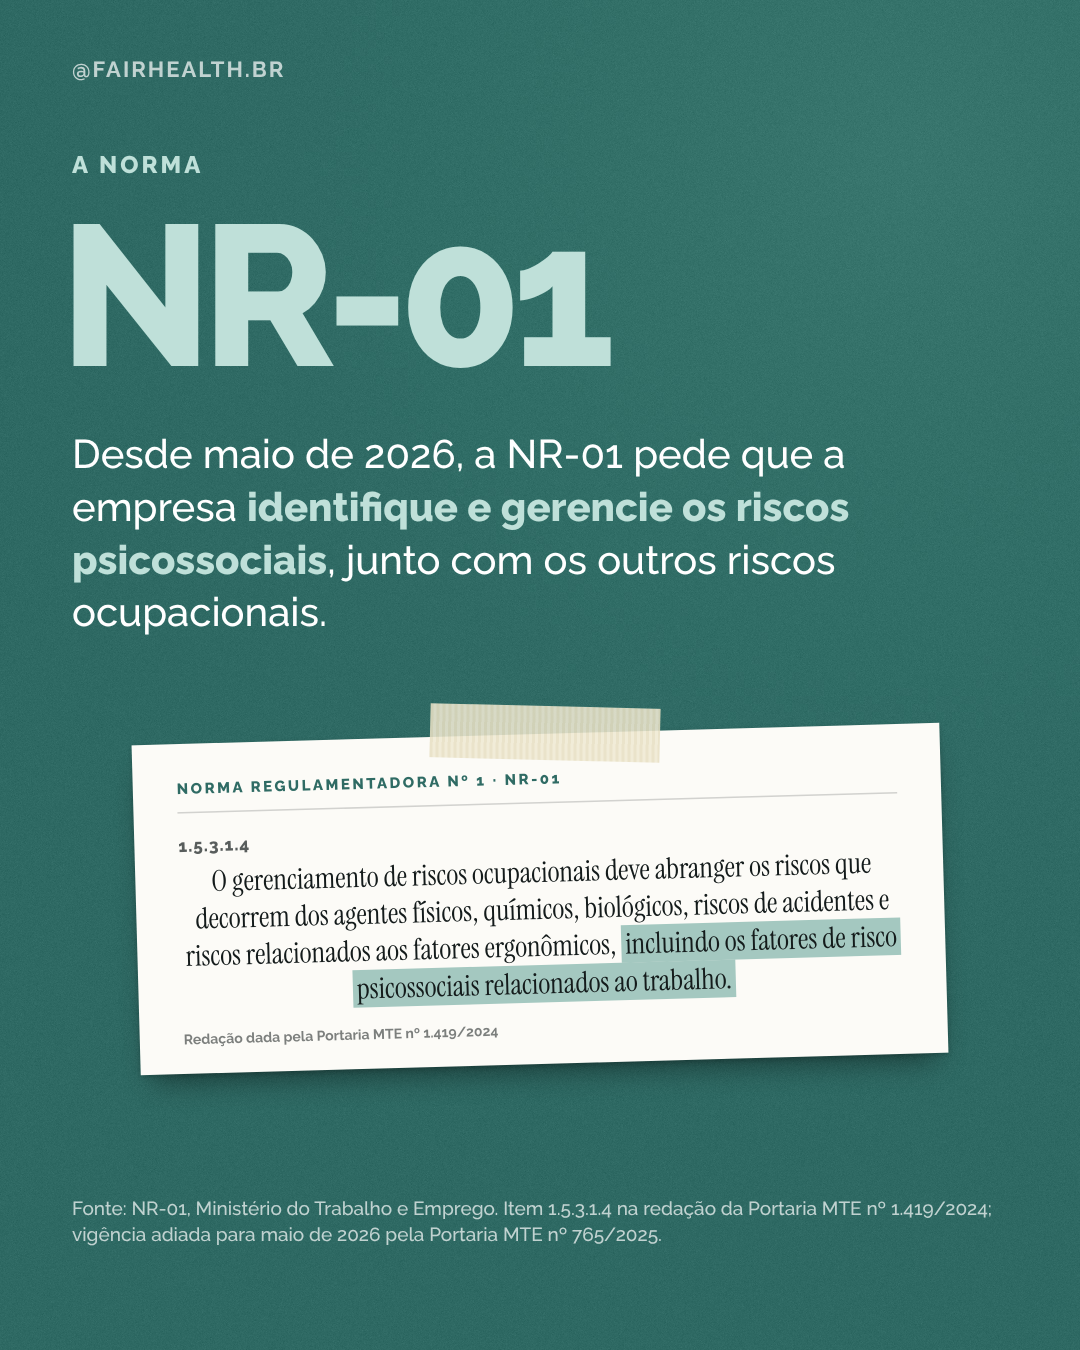 @FAIRHEALTH.BR
A NORMA
NR-01
Desde maio de 2026, a NR-01 pede que a
empresa identifique e gerencie os riscos
psicossociais, junto com os outros riscos
ocupacionais.
NORMA REGULAMENTADORA Nº 1 · NR-01
1.5.3.1.4
O gerenciamento de riscos ocupacionais deve abranger os riscos que
decorrem dos agentes físicos, químicos, biológicos, riscos de acidentes e
riscos relacionados aos fatores ergonômicos, incluindo os fatores de risco
psicossociais relacionados ao trabalho.
Redação dada pela Portaria MTE nº 1.419/2024
Fonte: NR-01, Ministério do Trabalho e Emprego. Item 1.5.3.1.4 na redação da Portaria MTE nº 1.419/2024;
vigência adiada para maio de 2026 pela Portaria MTE nº 765/2025.